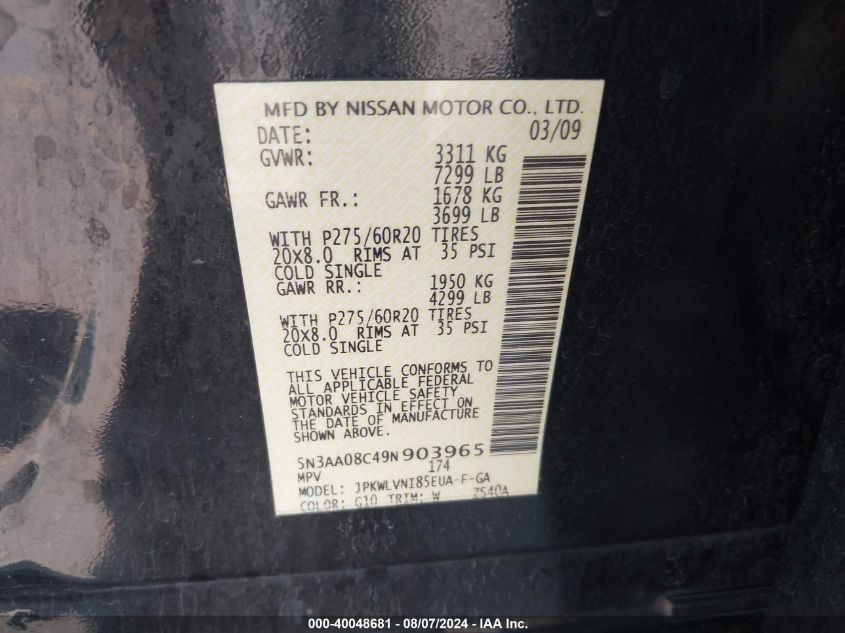 MFD BY NISSAN MOTOR CO., LTD.
DATE: 03/09
GVWR: 3311 KG
7299 LB
GAWR FR.: 1678 KG
3699 LB
WITH P275/60R20 TIRES
20X8.0 RIMS AT 35 PSI
COLD SINGLE
GAWR RR.: 1950 KG
4299 LB
WITH P275/60R20 TIRES
20X8.0 RIMS AT 35 PSI
COLD SINGLE
THIS VEHICLE CONFORMS TO
ALL APPLICABLE FEDERAL
MOTOR VEHICLE SAFETY
STANDARDS IN EFFECT ON
THE DATE OF MANUFACTURE
SHOWN ABOVE.
5N3AA08C49N903965
MPV 174
MODEL: JPKWLVNI85EUA-F-GA
COLOR: G10 TRIM: W ZS40A
000-40048681 - 08/07/2024 - IAA Inc.